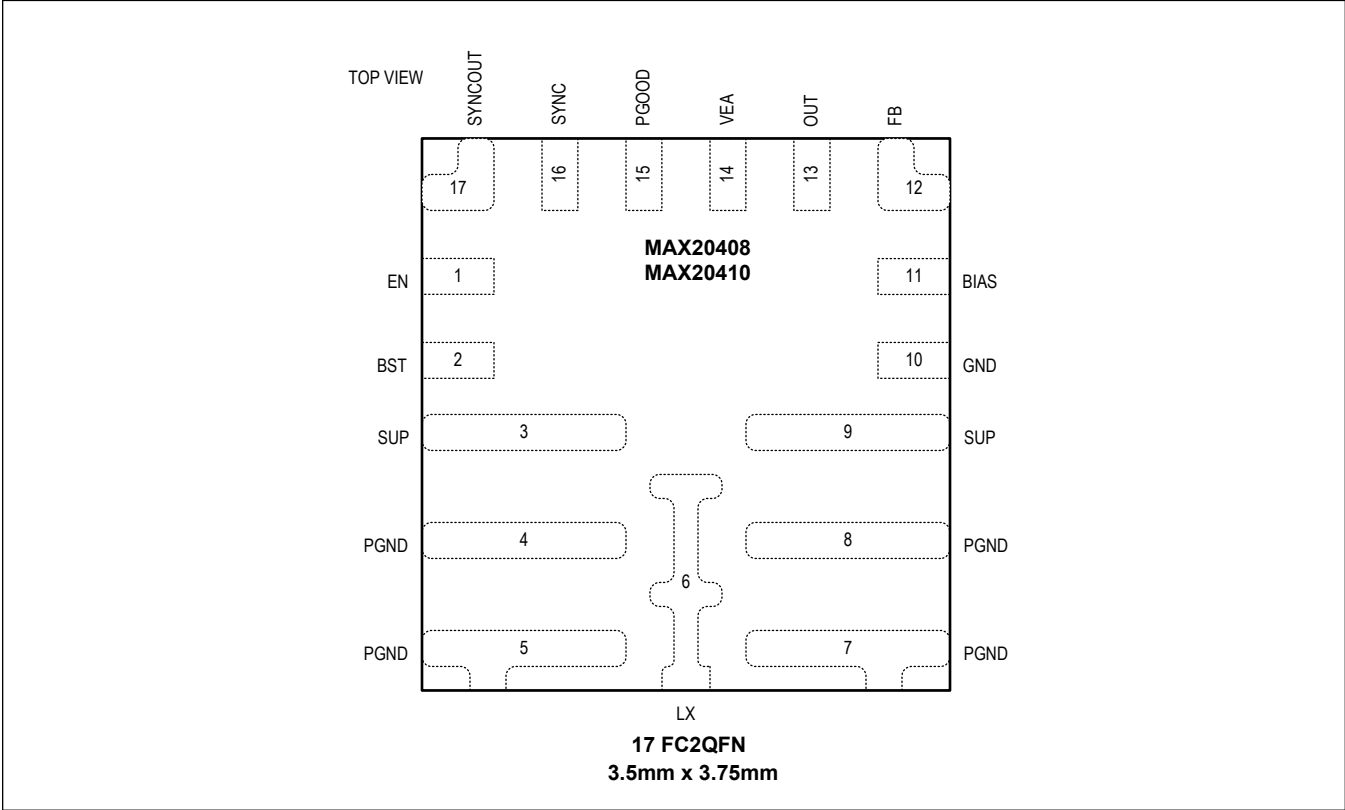 TOP VIEW
SYNCOUT
SYNC
PGOOD
VEA
OUT
FB
17
16
15
14
13
12
MAX20408
MAX20410
EN
1
11
BIAS
BST
2
10
GND
SUP
3
9
SUP
PGND
4
8
PGND
6
PGND
5
7
PGND
LX
17 FC2QFN
3.5mm x 3.75mm